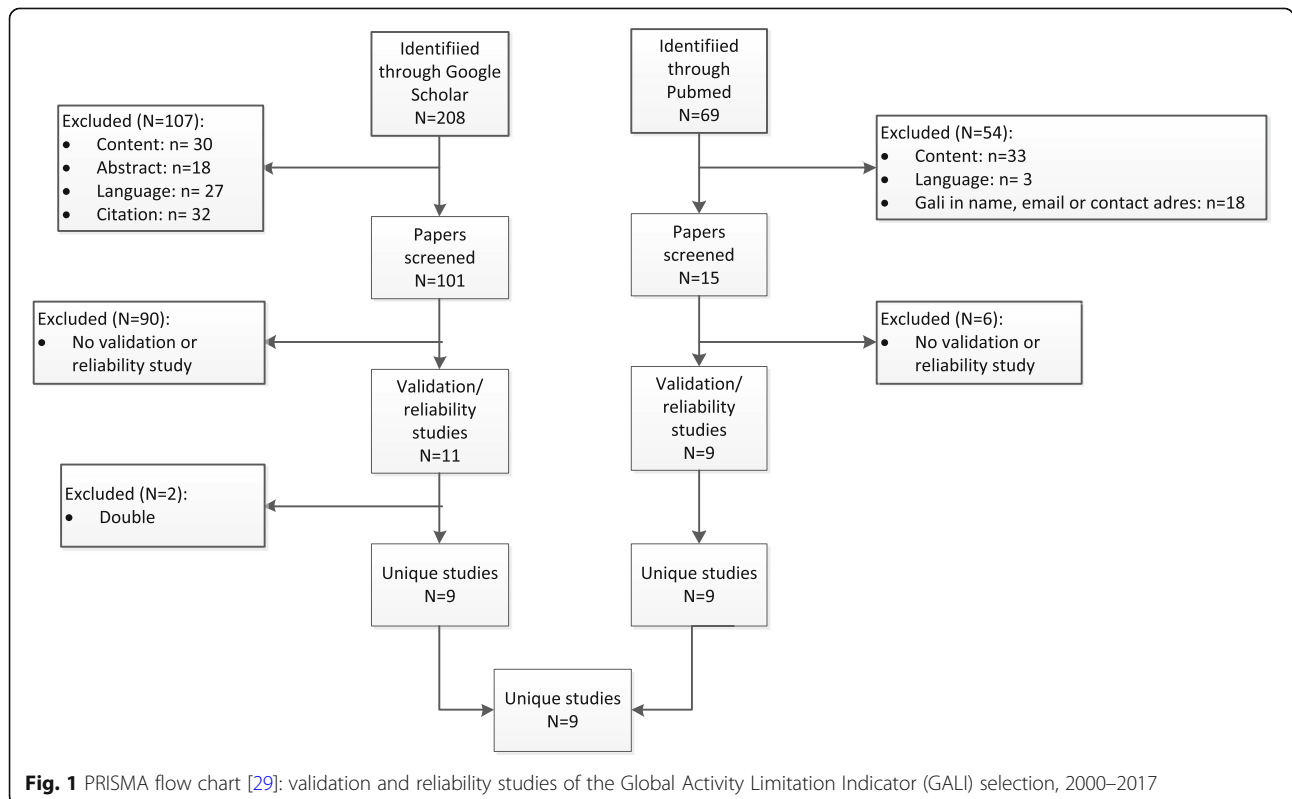 Identifiied
through Google
Scholar
N=208
Identifiied
through
Pubmed
N=69
Excluded (N=107):
• Content: n= 30
• Abstract: n=18
• Language: n= 27
• Citation: n= 32
Excluded (N=54):
• Content: n=33
• Language: n= 3
• Gali in name, email or contact adres: n=18
Papers
screened
N=101
Papers
screened
N=15
Excluded (N=90):
• No validation or
reliability study
Excluded (N=6):
• No validation or
reliability study
Validation/
reliability
studies
N=11
Validation/
reliability
studies
N=9
Excluded (N=2):
• Double
Unique studies
N=9
Unique studies
N=9
Unique studies
N=9
Fig. 1 PRISMA flow chart [29]: validation and reliability studies of the Global Activity Limitation Indicator (GALI) selection, 2000–2017